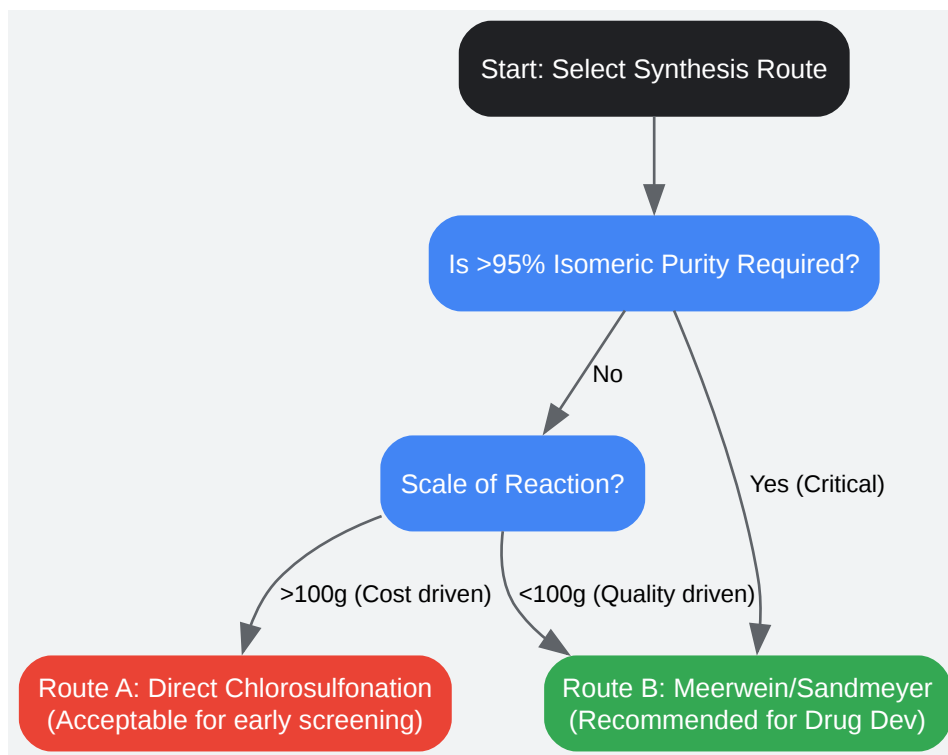 Start: Select Synthesis Route
Is >95% Isomeric Purity Required?
No
Scale of Reaction?
Yes (Critical)
>100g (Cost driven)
<100g (Quality driven)
Route A: Direct Chlorosulfonation
(Acceptable for early screening)
Route B: Meerwein/Sandmeyer
(Recommended for Drug Dev)